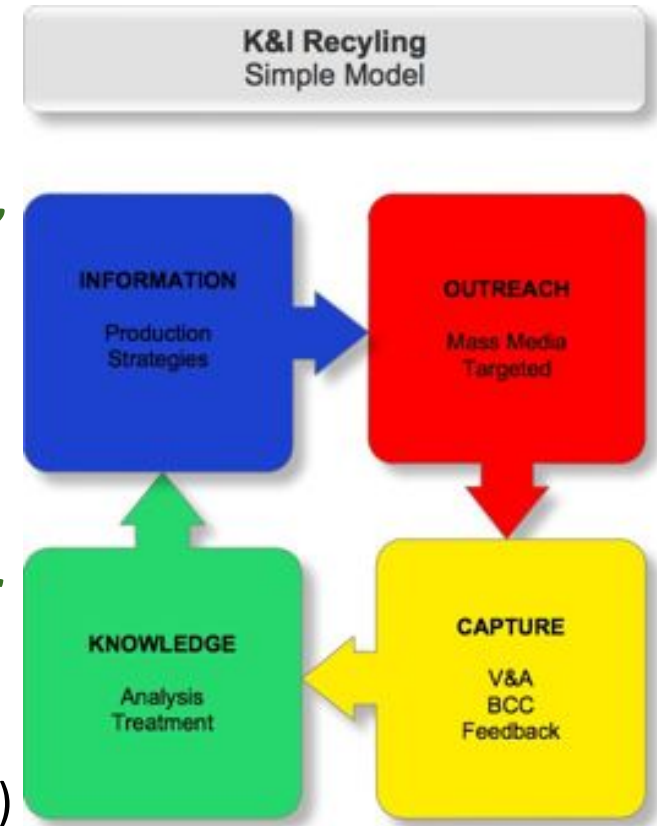 K&I Recyling
Simple Model
INFORMATION
Production
Strategies
OUTREACH
Mass Media
Targeted
CAPTURE
V&A
BCC
Feedback
KNOWLEDGE
Analysis
Treatment
)